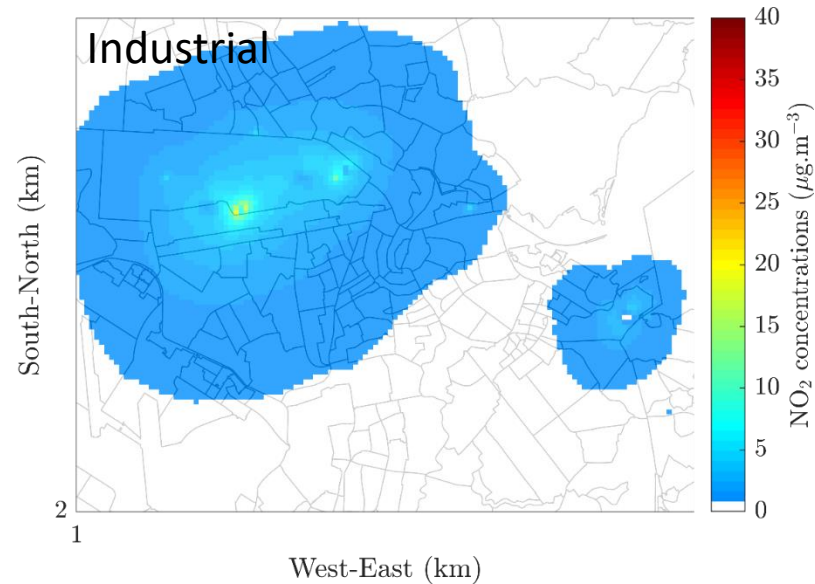 Industrial
South-North (km)
2
1
West-East (km)
40
35
30
25
20
15
10
5
0
NO₂ concentrations (μg.m⁻³)